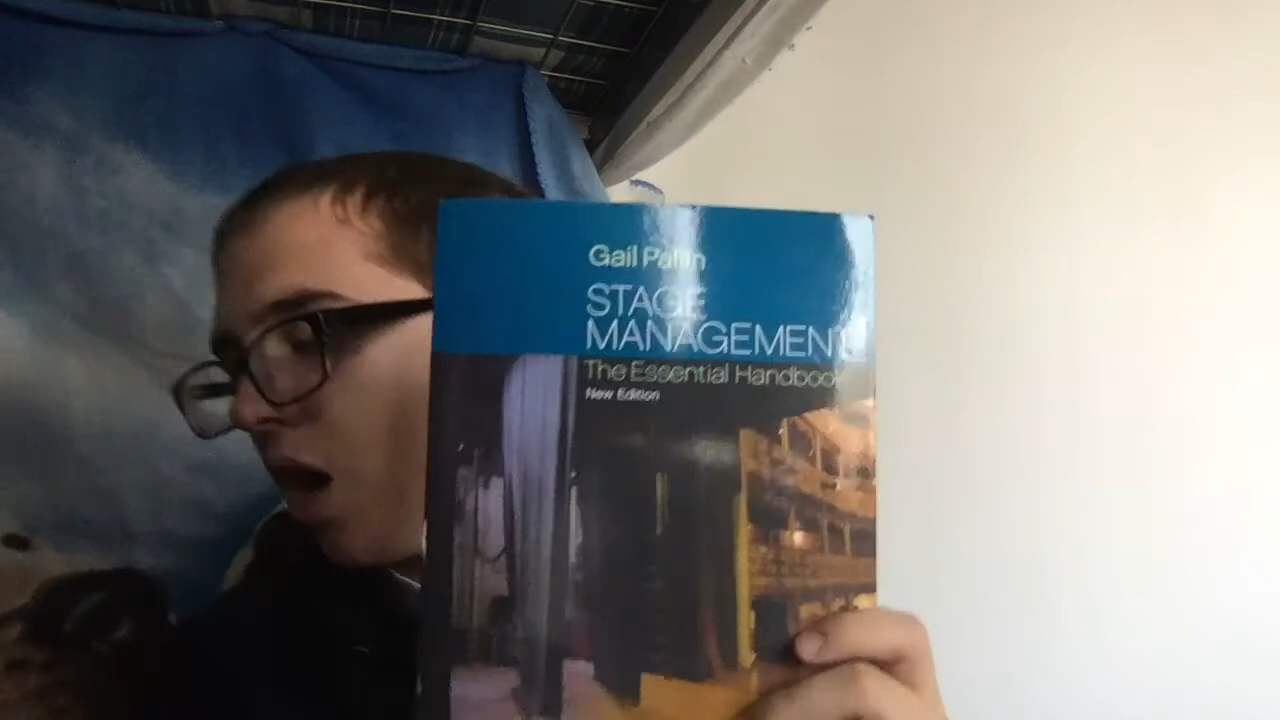 Gail Pallin
STAGE
MANAGEMENT
The Essential Handbook
New Edition